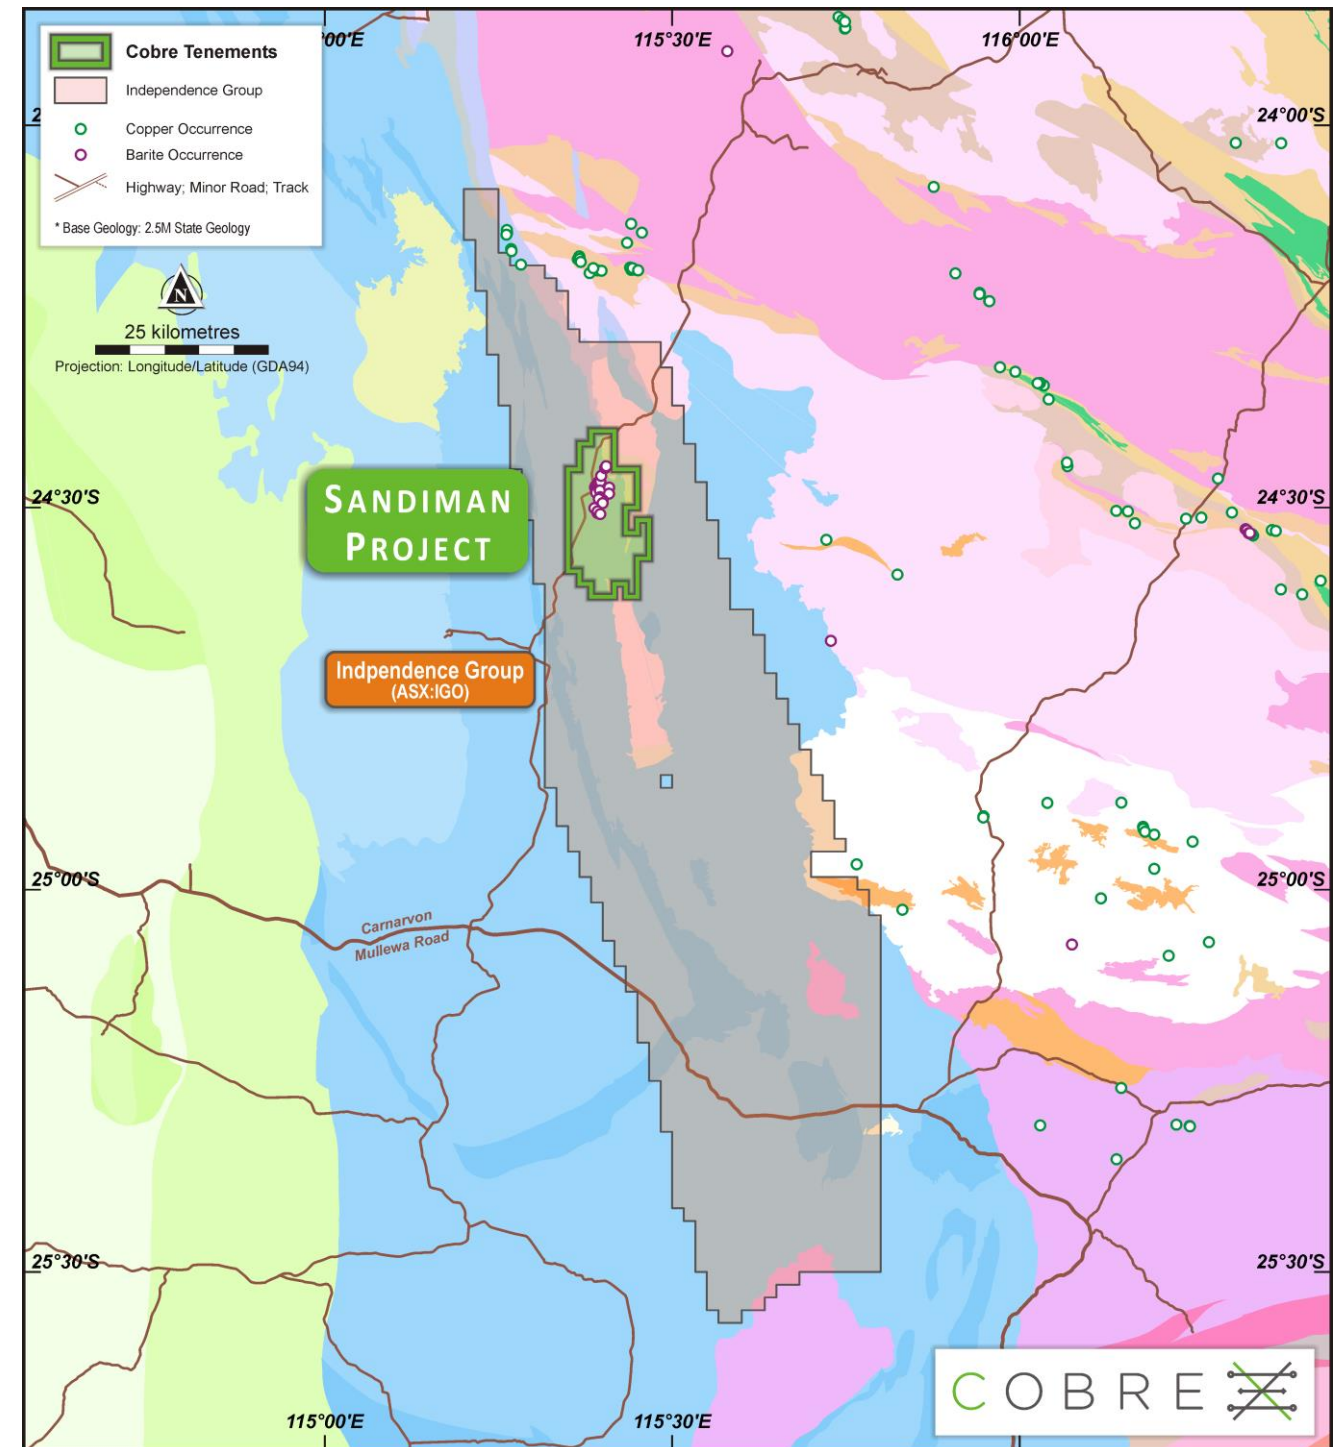 Cobre Tenements
Independence Group
Copper Occurrence
Barite Occurrence
Highway; Minor Road; Track
* Base Geology: 2.5M State Geology
00'E
115°30'E
116°00'E
2
24°00'S
N
25 kilometres
Projection: Longitude/Latitude (GDA94)
24°30'S
24°30'S
SANDIMAN
PROJECT
Indpendence Group
(ASX:IGO)
25°00'S
25°00'S
Carnarvon
Mullewa Road
25°30'S
25°30'S
COBRE
115°00'E
115°30'E